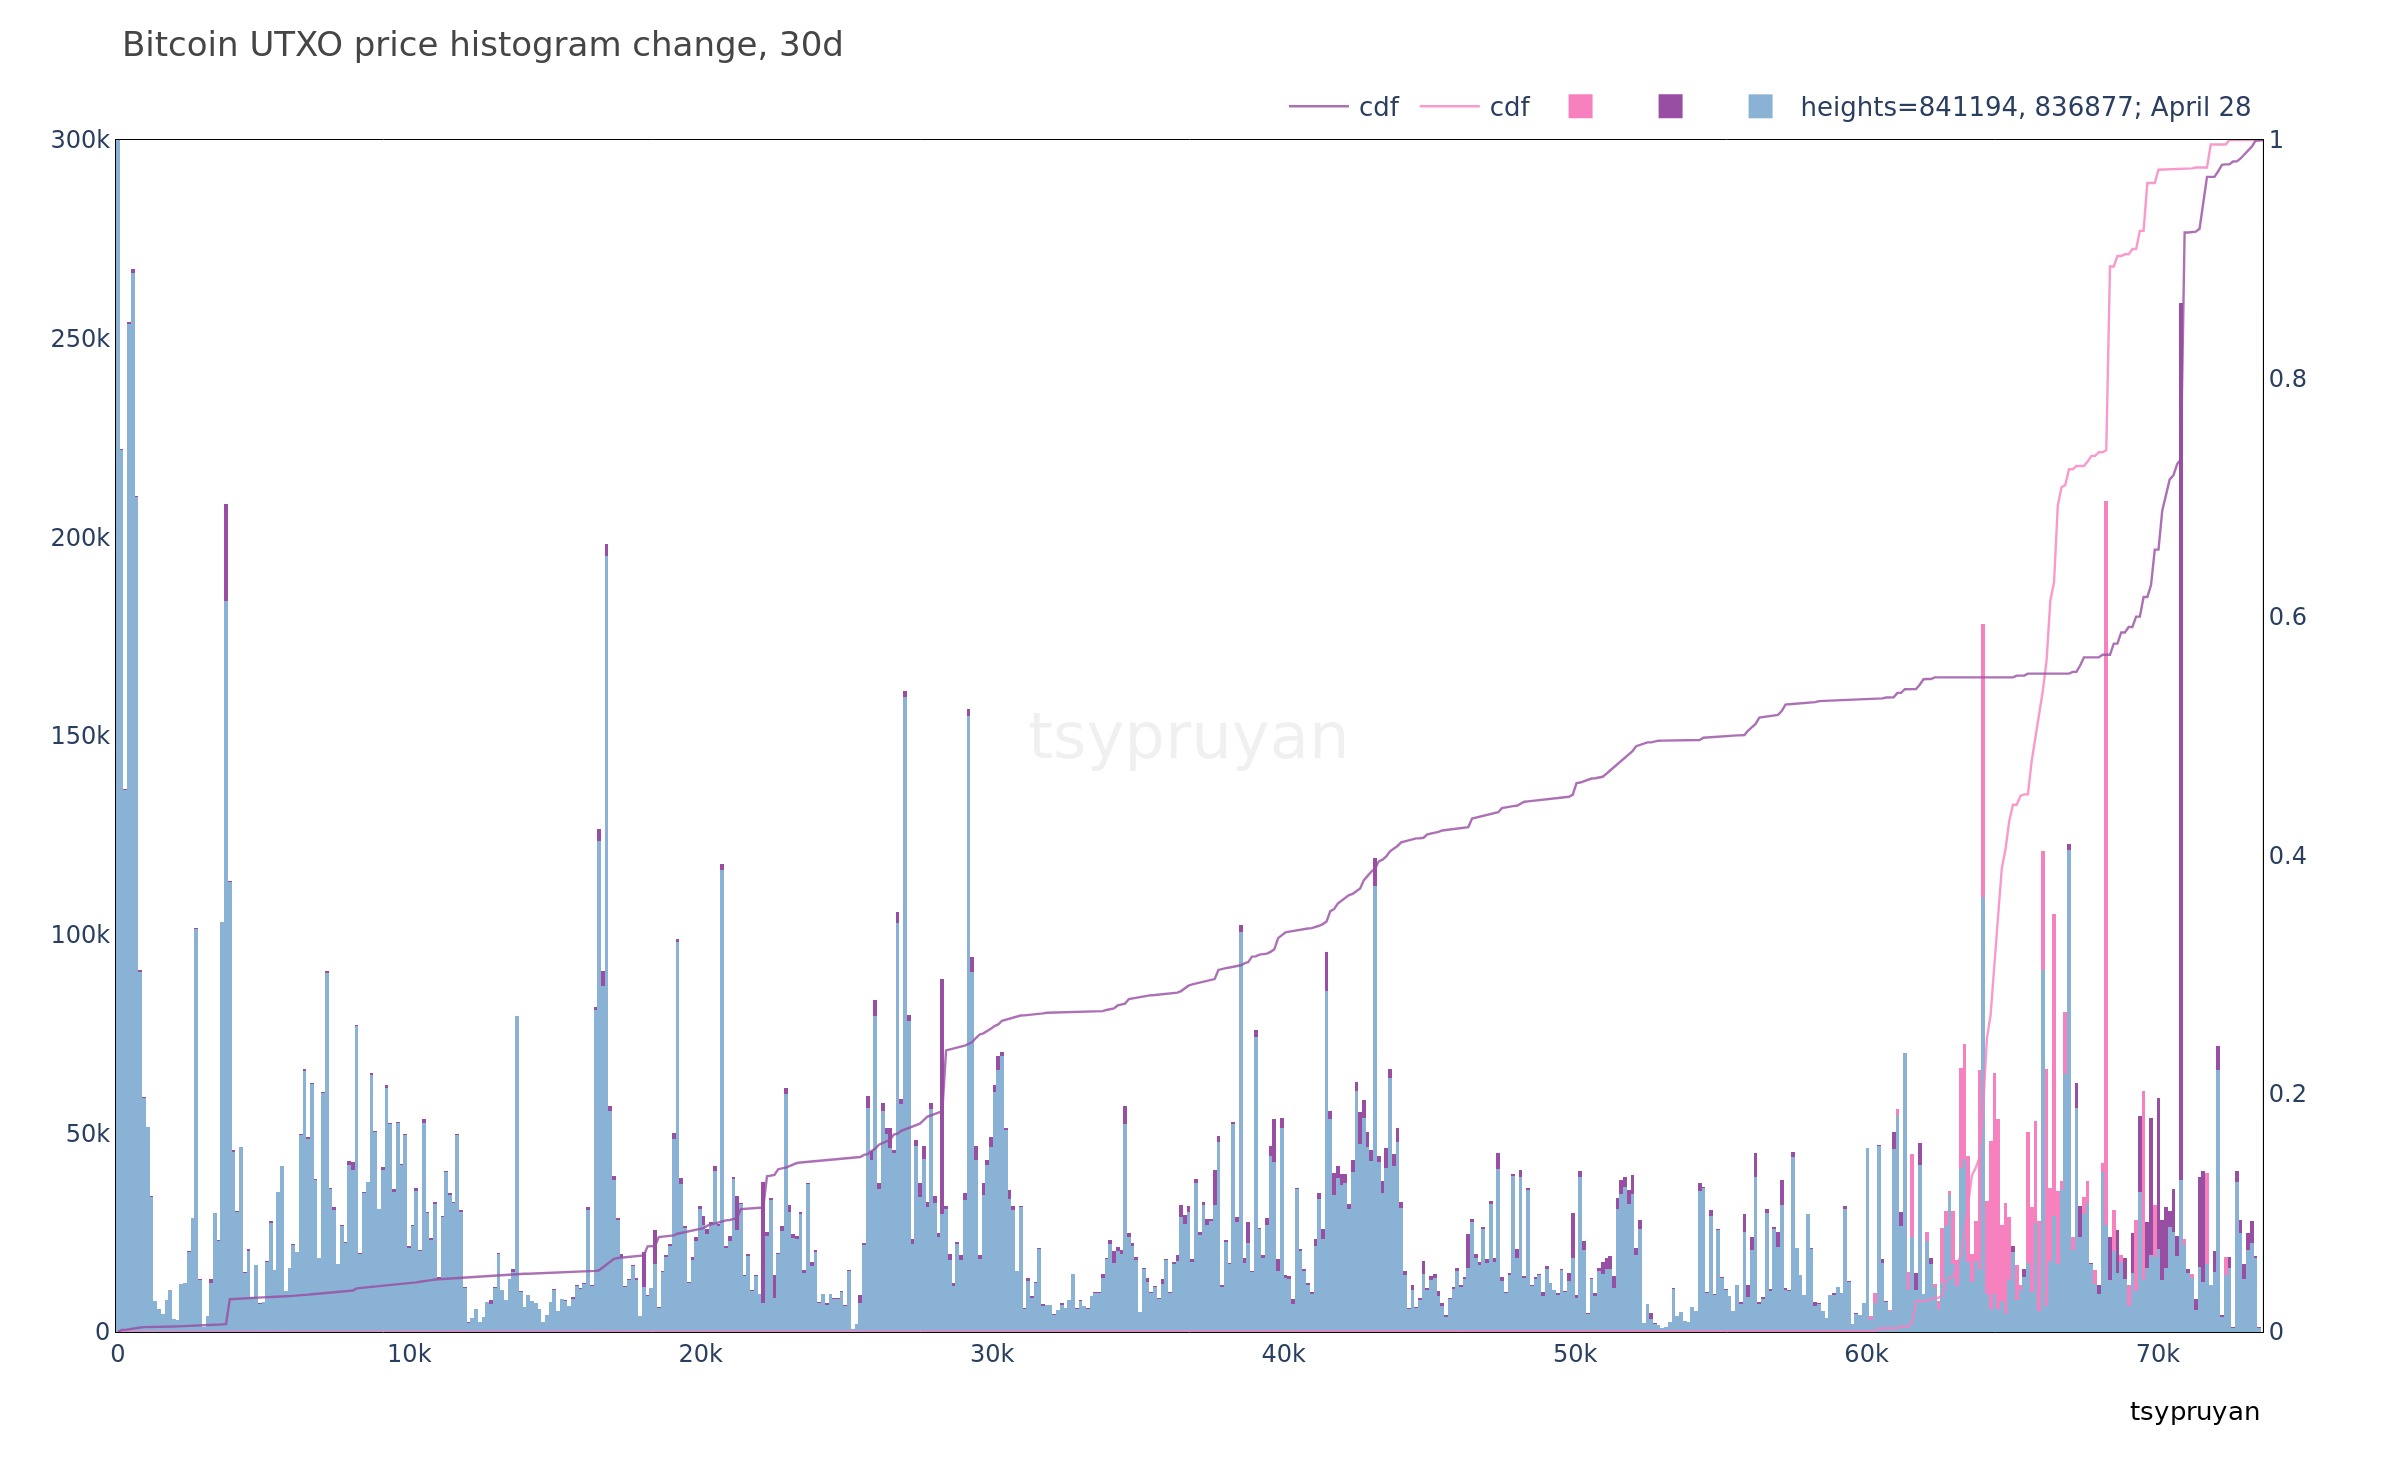 Bitcoin UTXO price histogram change, 30d
cdf cdf heights=841194, 836877; April 28
300k 1
250k
0.8
200k
0.6
150k
tsypruyan
0.4
100k
0.2
50k
0 0
0 10k 20k 30k 40k 50k 60k 70k
tsypruyan